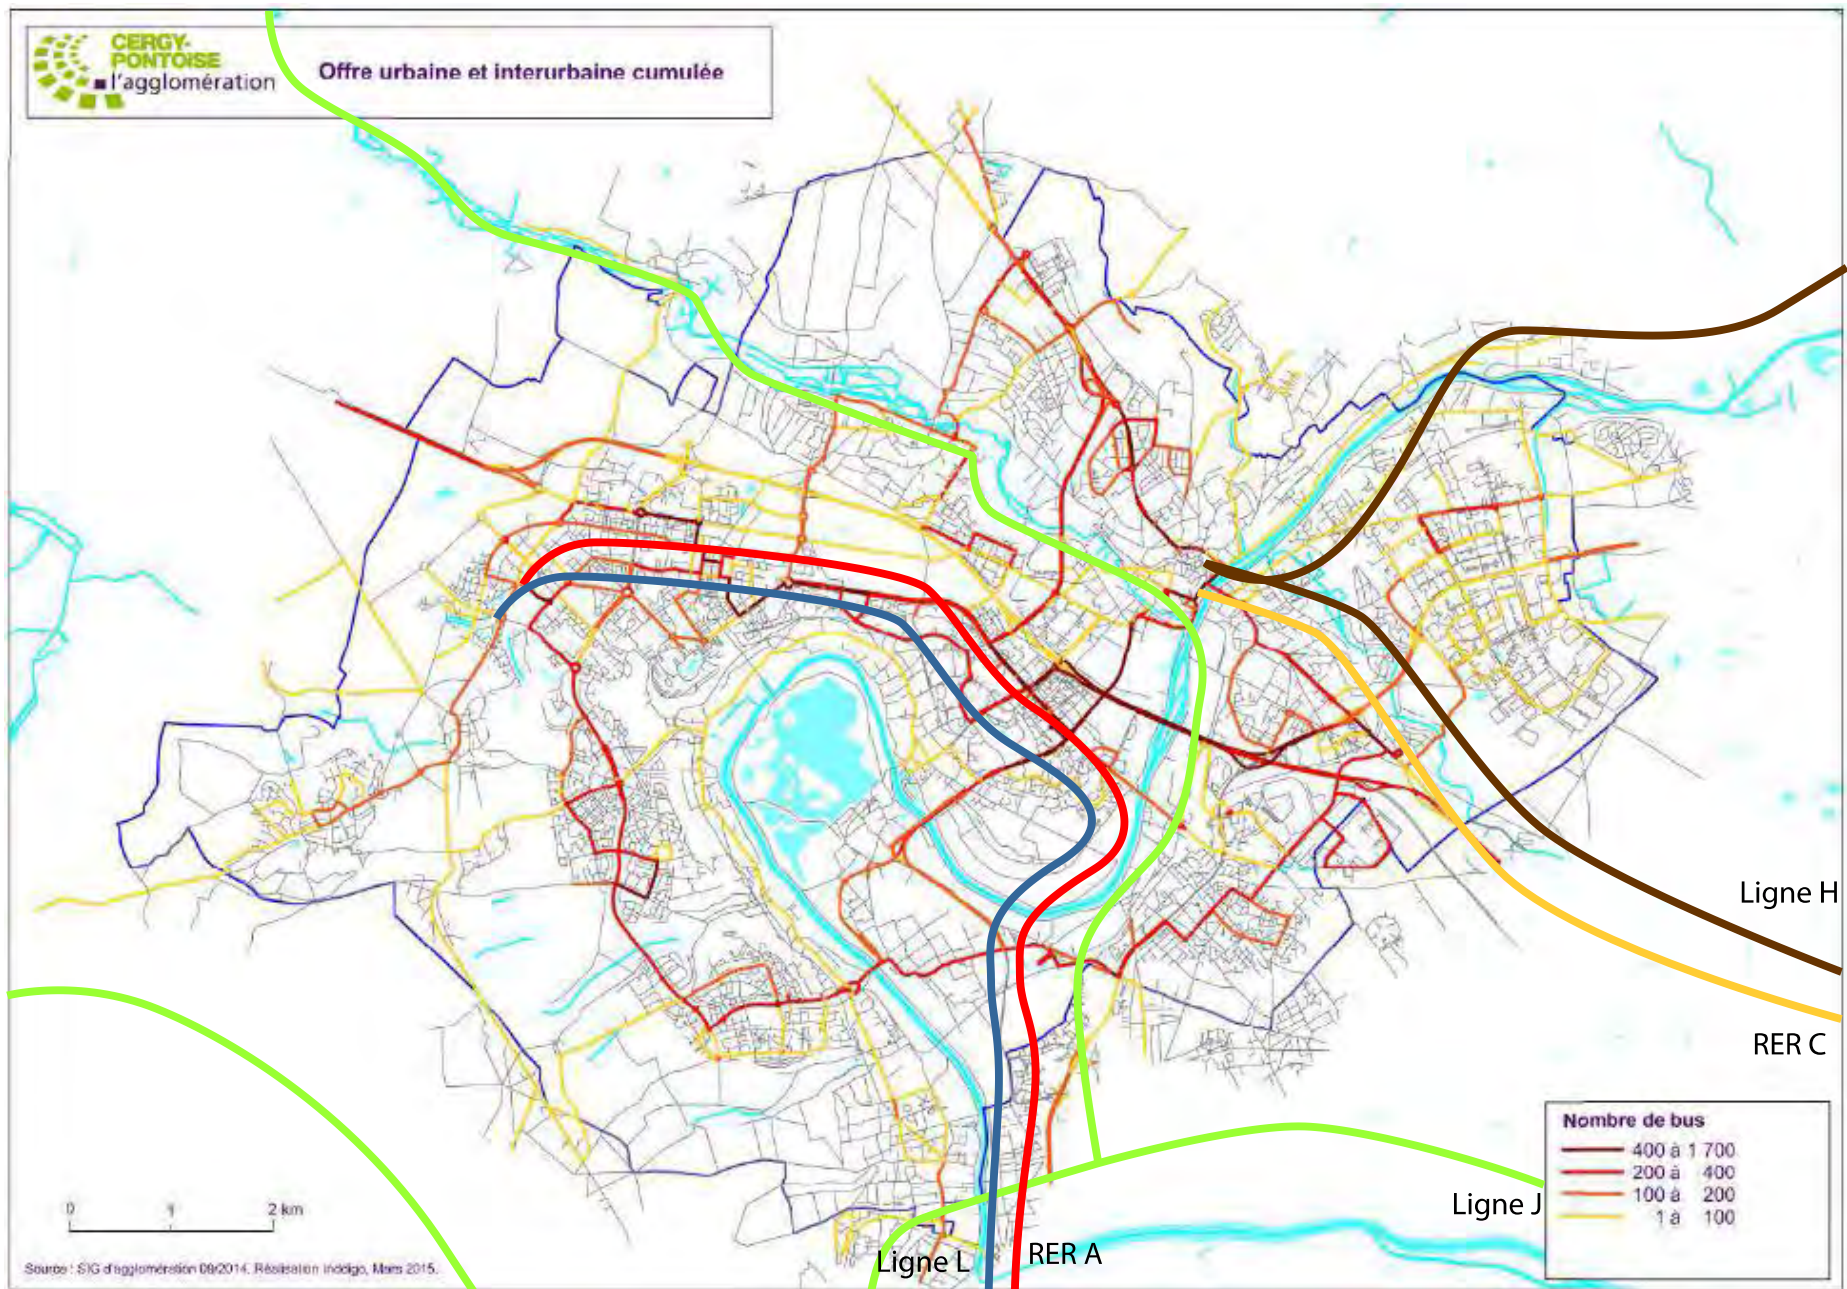 CERGY-
PONTOISE
l'agglomération
Offre urbaine et interurbaine cumulée
Ligne H
RER C
Nombre de bus
400 à 1 700
200 à 400
100 à 200
1 à 100
Ligne J
Ligne L
RER A
0 1 2 km
Source : SIG d'agglomération 09/2014. Réalisation Indéigo, Mars 2015.